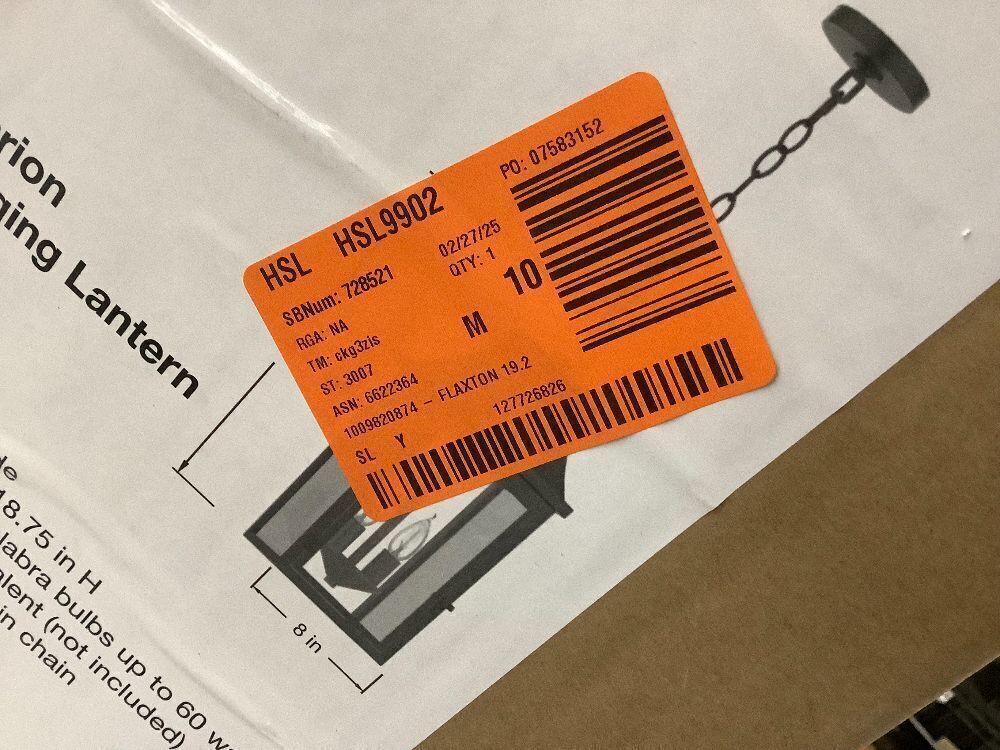 rion
ging Lantern
HSL HSL9902
SBNum: 728521
02/27/25
RGA: NA
QTY: 1
TM: ckg3zis
M
10
ST: 3007
ASN: 6622364
1009820874 – FLAXTON 19.2
SL Y
127726826
PO: 07583152
8 in
de
18.75 in H
labra bulbs up to 60 w
alent (not included)
in chain